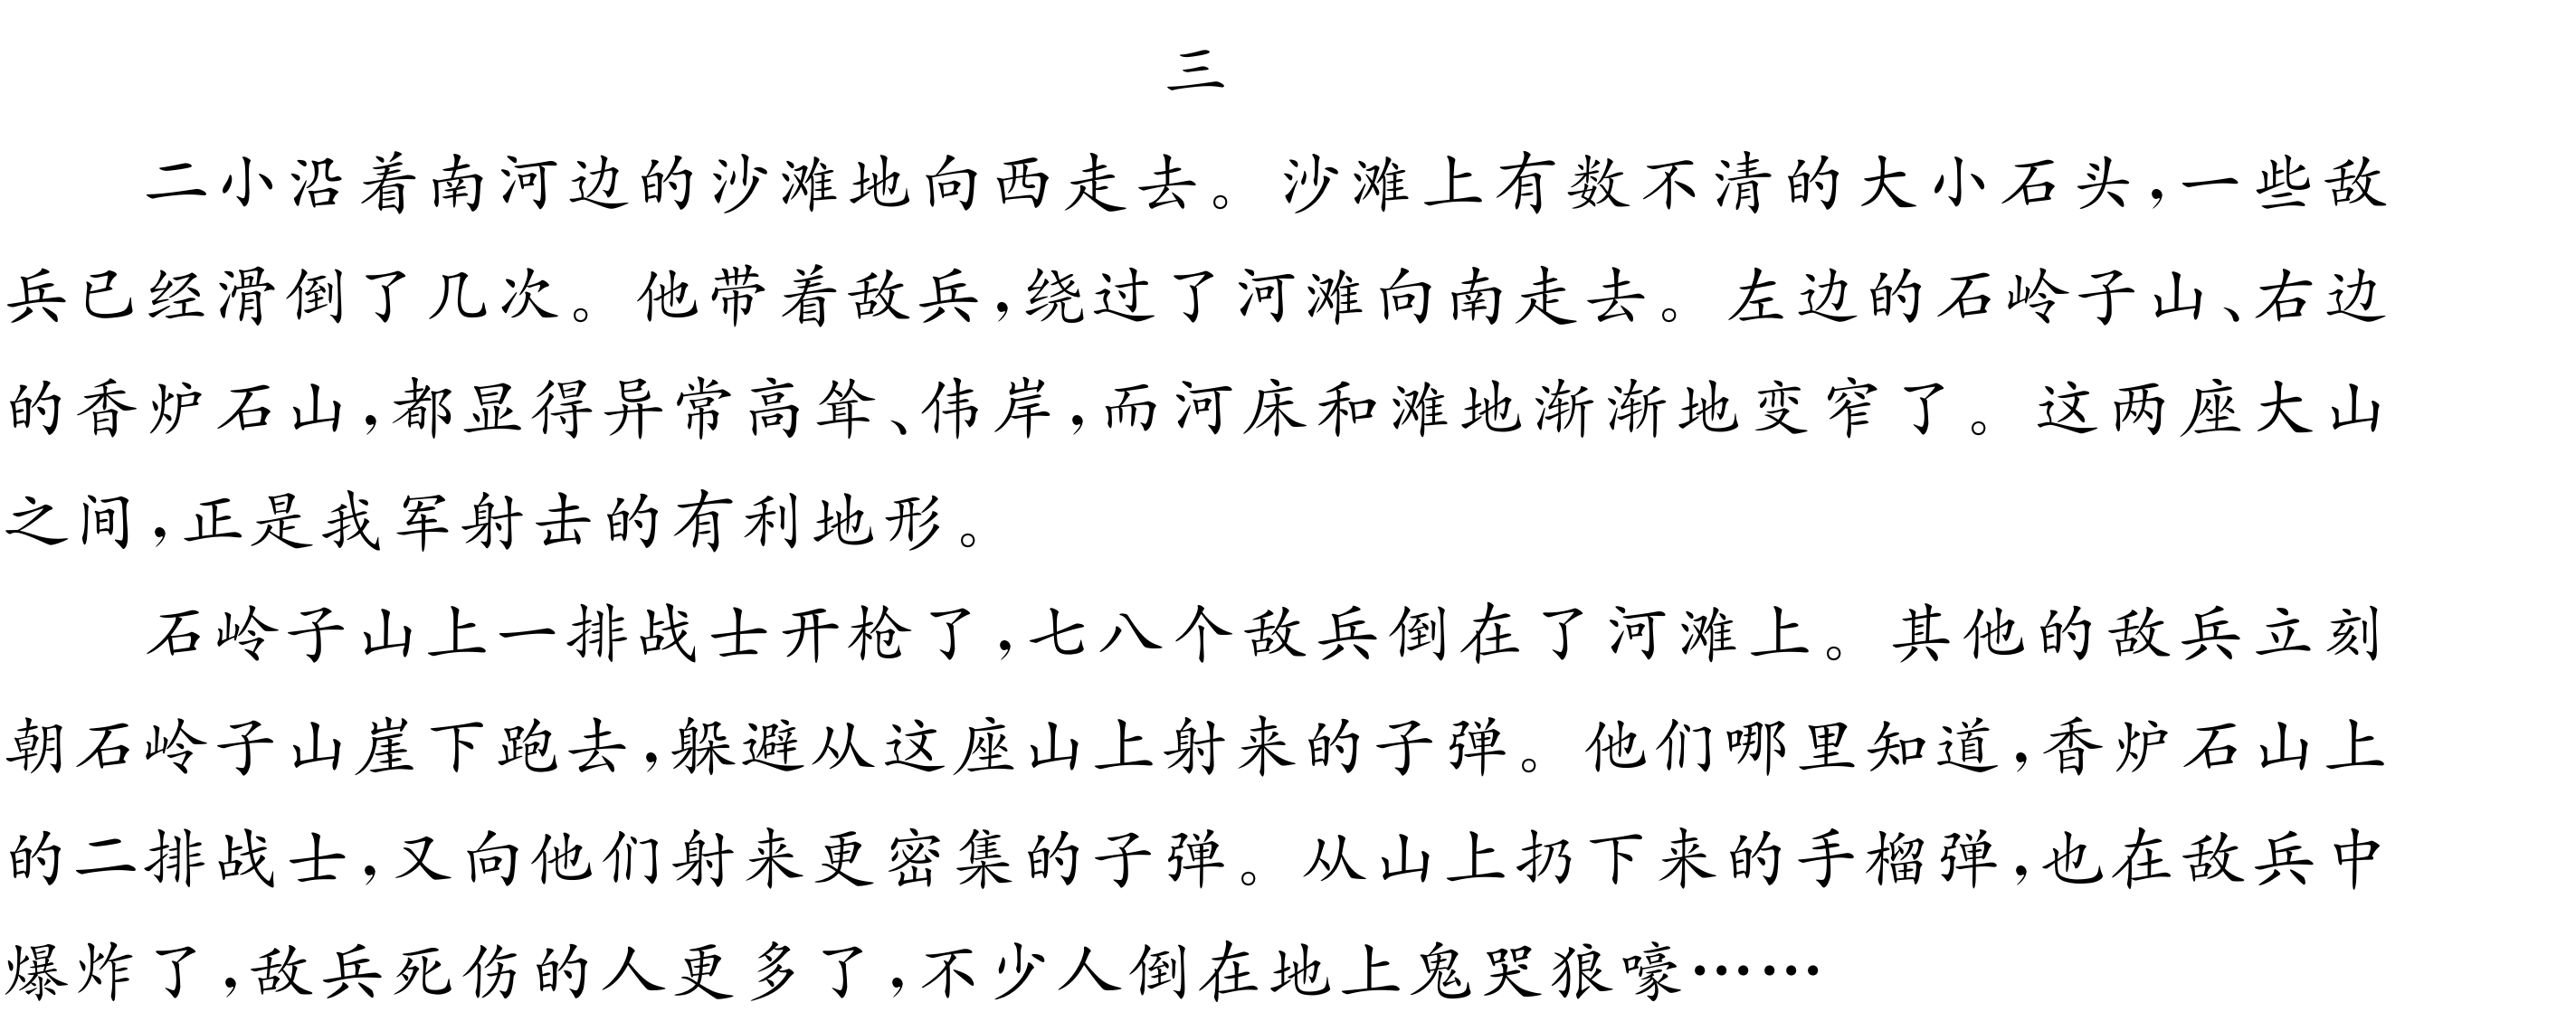 三
二小沿着南河边的沙滩地向西走去。沙滩上有数不清的大小石头,一些敌
兵已经滑倒了几次。他带着敌兵,绕过了河滩向南走去。左边的石岭子山、右边
的香炉石山,都显得异常高耸、伟岸,而河床和滩地渐渐地变窄了。这两座大山
之间,正是我军射击的有利地形。
石岭子山上一排战士开枪了,七八个敌兵倒在了河滩上。其他的敌兵立刻
朝石岭子山崖下跑去,躲避从这座山上射来的子弹。他们哪里知道,香炉石山上
的二排战士,又向他们射来更密集的子弹。从山上扔下来的手榴弹,也在敌兵中
爆炸了,敌兵死伤的人更多了,不少人倒在地上鬼哭狼嚎……